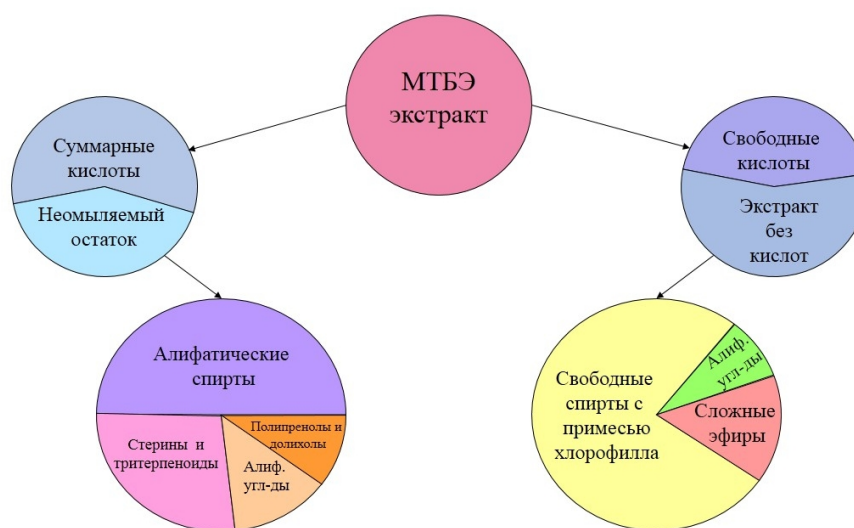 МТБЭ
экстракт
Суммарные
кислоты
Неомыляемый
остаток
Свободные
кислоты
Экстракт
без
кислот
Алифатические
спирты
Стерины и
тритерпеноиды
Алиф.
угл-ды
Полипренолы и
долихолы
Свободные
спирты с
примесью
хлорофилла
Алиф.
угл-ды
Сложные
эфиры